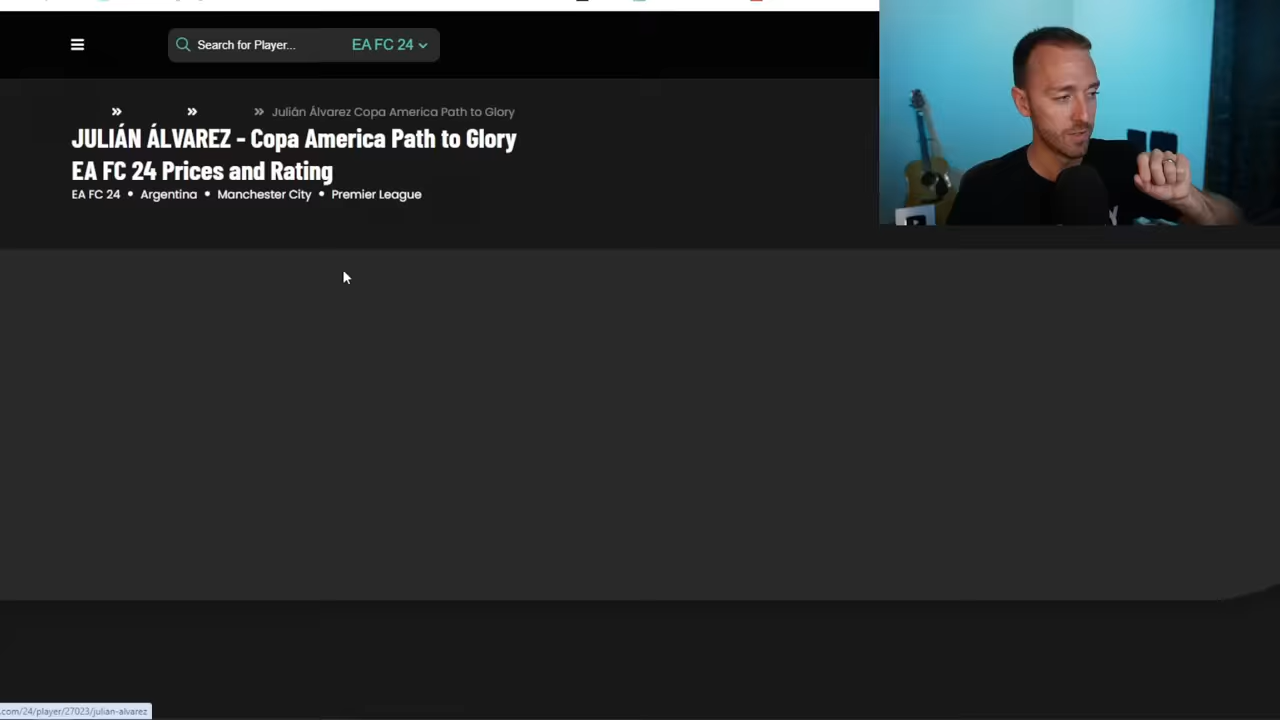 Search for Player...
EA FC 24
» » » Julián Álvarez Copa America Path to Glory
JULIÁN ÁLVAREZ - Copa America Path to Glory
EA FC 24 Prices and Rating
EA FC 24 • Argentina • Manchester City • Premier League
.com/24/player/27023/julian-alvarez